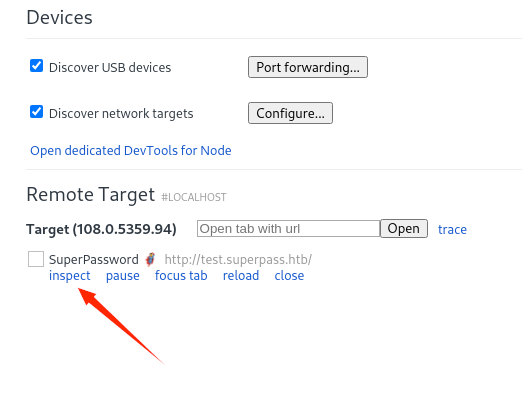 Devices
Discover USB devices Port forwarding...
Discover network targets Configure...
Open dedicated DevTools for Node
Remote Target #LOCALHOST
Target (108.0.5359.94) Open tab with url Open trace
SuperPassword 🦸 http://test.superpass.htb/
inspect pause focus tab reload close